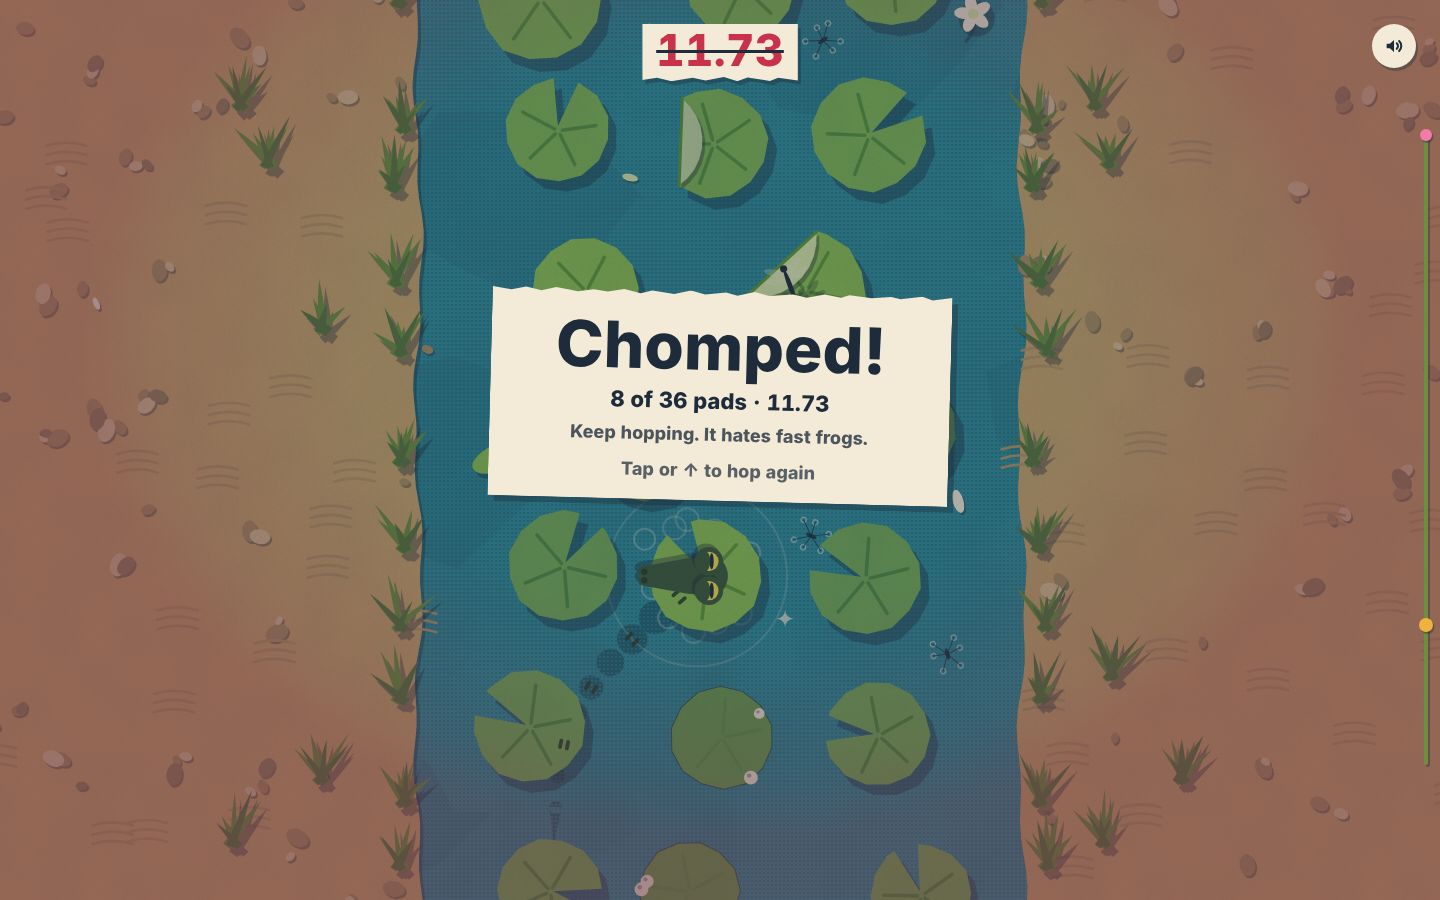 11.73
Chomped!
8 of 36 pads · 11.73
Keep hopping. It hates fast frogs.
Tap or ↑ to hop again